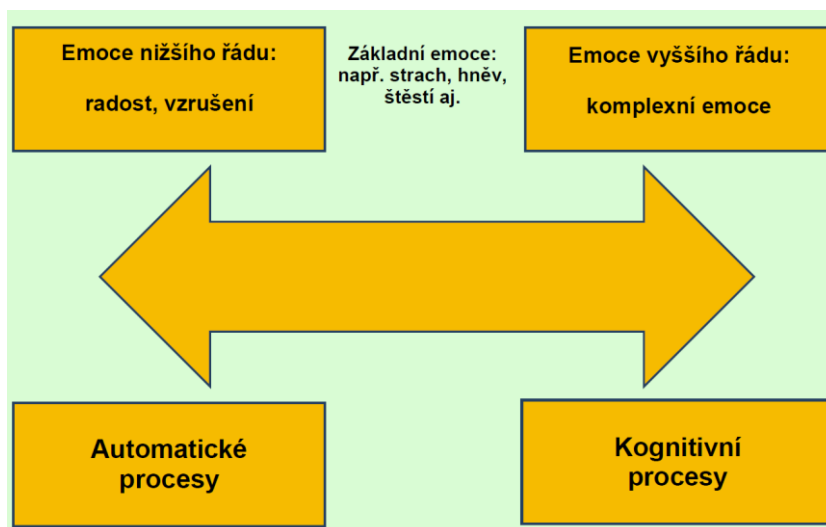 Emoce nižšího řádu:
radost, vzrušení
Základní emoce:
např. strach, hněv,
štěstí aj.
Emoce vyššího řádu:
komplexní emoce
Automatické
procesy
Kognitivní
procesy